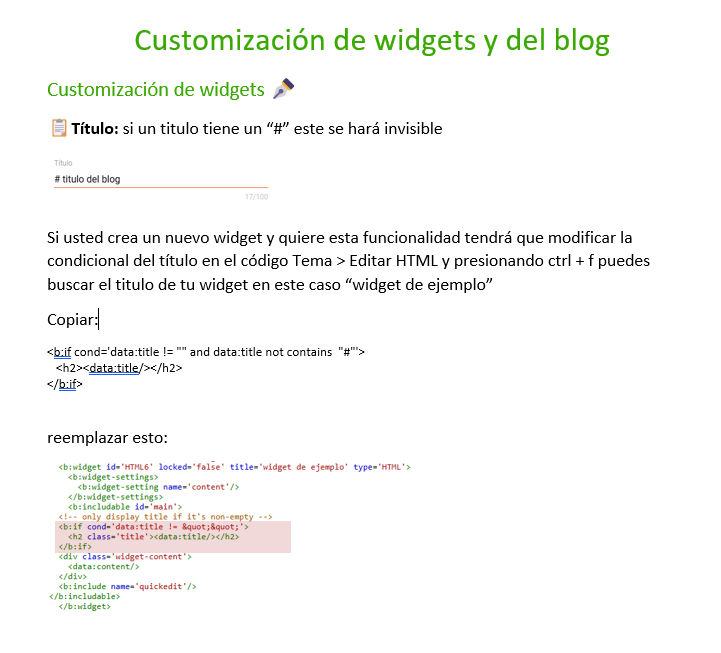 Customización de widgets y del blog
Customización de widgets
Título: si un titulo tiene un “#” este se hará invisible
Título
# titulo del blog
17/100
Si usted crea un nuevo widget y quiere esta funcionalidad tendrá que modificar la
condicional del título en el código Tema > Editar HTML y presionando ctrl + f puedes
buscar el titulo de tu widget en este caso “widget de ejemplo”
Copiar:
<b:if cond='data:title != "" and data:title not contains  "#"'>
<h2><data:title/></h2>
</b:if>
reemplazar esto:
<b:widget id='HTML6' locked='false' title='widget de ejemplo' type='HTML'>
<b:widget-settings>
<b:widget-setting name='content'/>
</b:widget-settings>
<b:includable id='main'>
<!-- only display title if it's non-empty -->
<b:if cond='data:title != &quot;&quot;'>
<h2 class='title'><data:title/></h2>
</b:if>
<div class='widget-content'>
<data:content/>
</div>
<b:include name='quickedit'/>
</b:includable>
</b:widget>